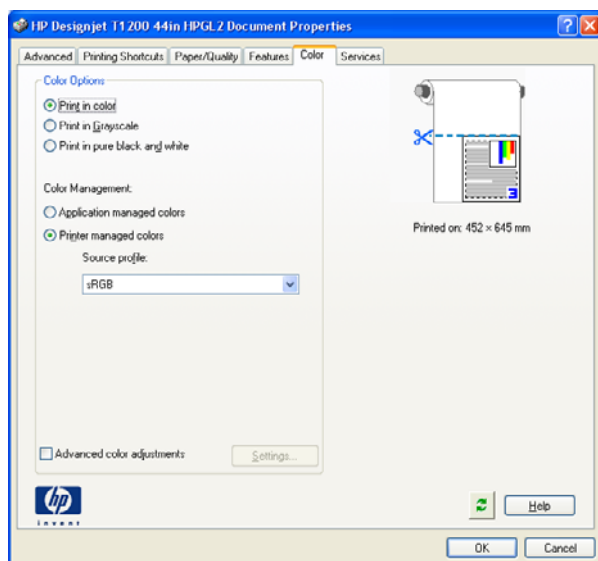 HP Designjet T1200 44in HPGL2 Document Properties
Advanced Printing Shortcuts Paper/Quality Features Color Services
Color Options
Print in color
Print in Grayscale
Print in pure black and white
Color Management:
Application managed colors
Printer managed colors
Source profile:
sRGB
Advanced color adjustments
Settings...
3
Printed on: 452 × 645 mm
hp
invent
Help
OK
Cancel